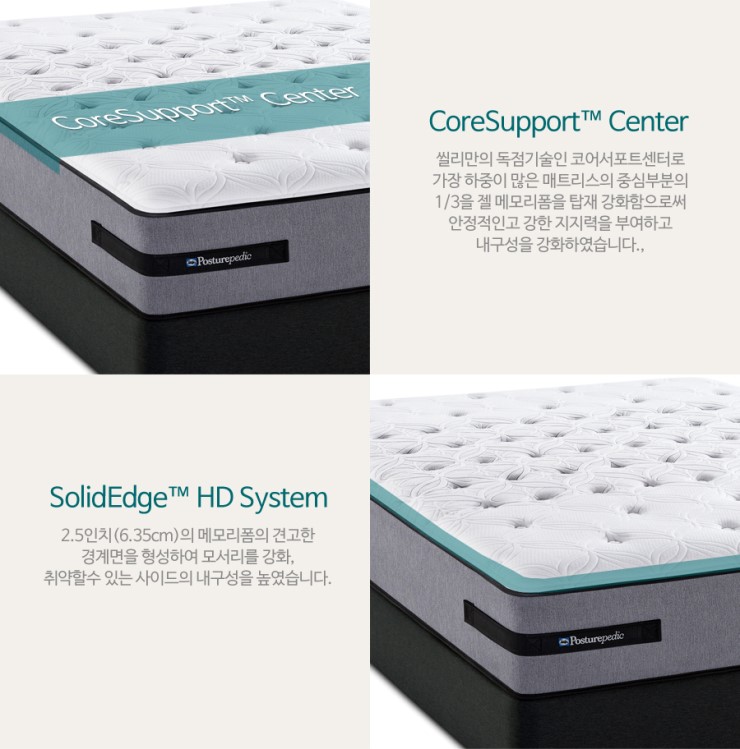 CoreSupport™ Center
Posturepedic
CoreSupport™ Center
씰리만의 독점기술인 코어서포트센터로
가장 하중이 많은 매트리스의 중심부분의
1/3을 젤 메모리폼을 탑재 강화함으로써
안정적인고 강한 지지력을 부여하고
내구성을 강화하였습니다.,
SolidEdge™ HD System
2.5인치(6.35cm)의 메모리폼의 견고한
경계면을 형성하여 모서리를 강화,
취약할수 있는 사이드의 내구성을 높였습니다.
Posturepedic